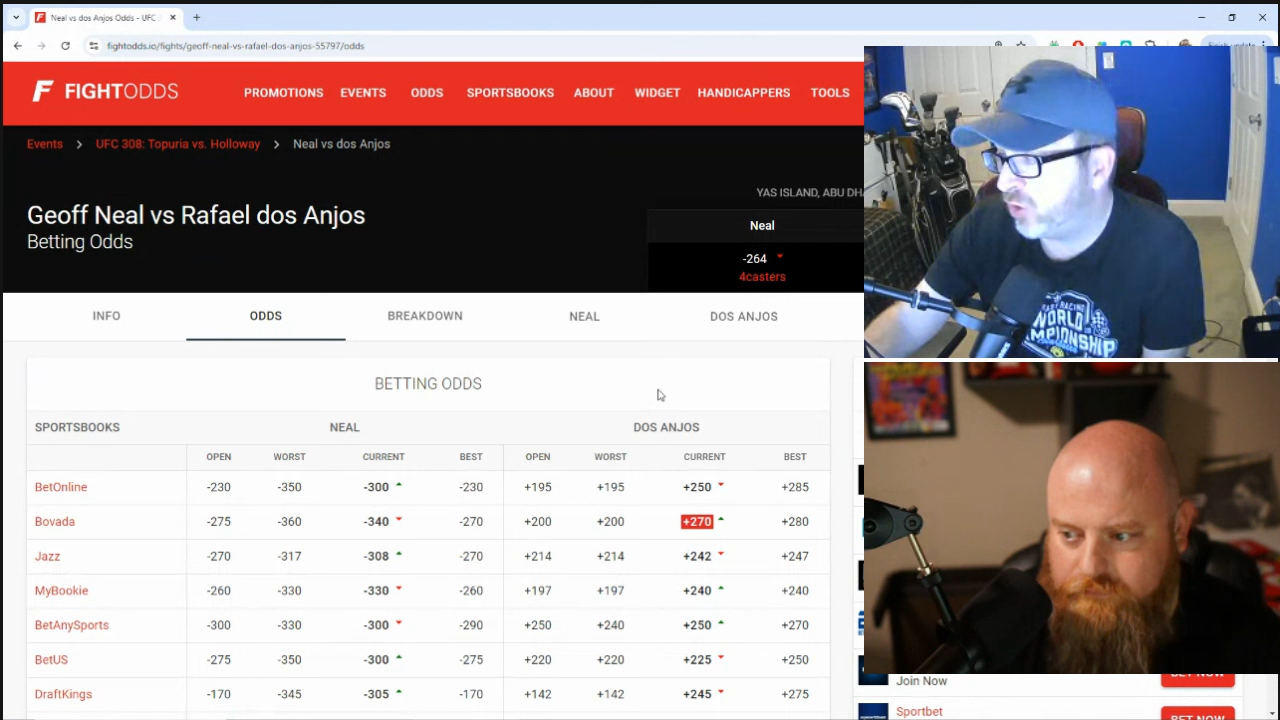 Neal vs dos Anjos Odds - UFC
fightodds.io/fights/geoff-neal-vs-rafael-dos-anjos-55797/odds
Finish update
FIGHTODDS
PROMOTIONS EVENTS ODDS SPORTSBOOKS ABOUT WIDGET HANDICAPPERS TOOLS
Events > UFC 308: Topuria vs. Holloway > Neal vs dos Anjos
YAS ISLAND, ABU
Geoff Neal vs Rafael dos Anjos
Betting Odds
Neal
-264
4casters
INFO ODDS BREAKDOWN NEAL DOS ANJOS
BETTING ODDS
SPORTSBOOKS NEAL DOS ANJOS
OPEN WORST CURRENT BEST OPEN WORST CURRENT BEST
BetOnline -230 -350 -300 -230 +195 +195 +250 +285
Bovada -275 -360 -340 -270 +200 +200 +270 +280
Jazz -270 -317 -308 -270 +214 +214 +242 +247
MyBookie -260 -330 -330 -260 +197 +197 +240 +240
BetAnySports -300 -330 -300 -290 +250 +240 +250 +270
BetUS -275 -350 -300 -275 +220 +220 +225 +250
DraftKings -170 -345 -305 -170 +142 +142 +245 +275
Join Now
BET NOW
Sportbet
BET NOW
RACING
WORLD
MPIONSHIP